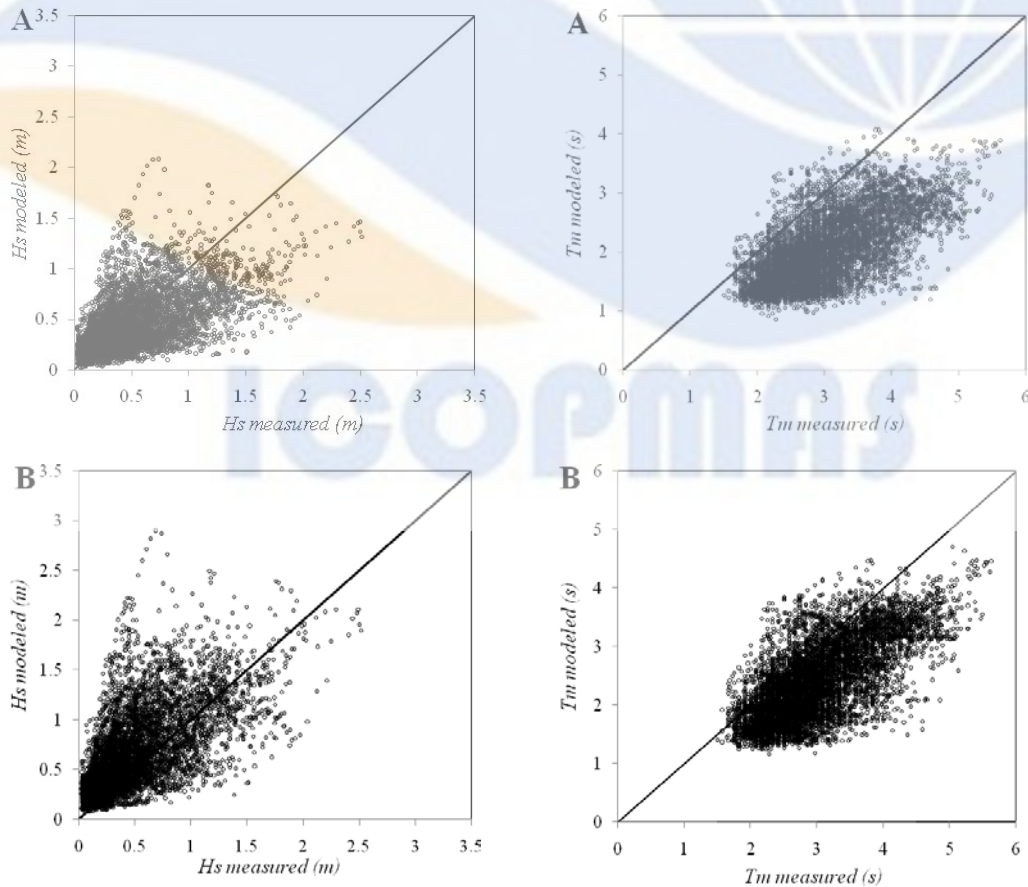 A
3.5
3
2.5
2
1.5
1
0.5
0
Hs modeled (m)
0 0.5 1 1.5 2 2.5 3 3.5
Hs measured (m)
A
6
5
4
3
2
1
0
Tm modeled (s)
0 1 2 3 4 5 6
Tm measured (s)
ICOPMAS
B
3.5
3
2.5
2
1.5
1
0.5
0
Hs modeled (m)
0 0.5 1 1.5 2 2.5 3 3.5
Hs measured (m)
B
6
5
4
3
2
1
0
Tm modeled (s)
0 1 2 3 4 5 6
Tm measured (s)